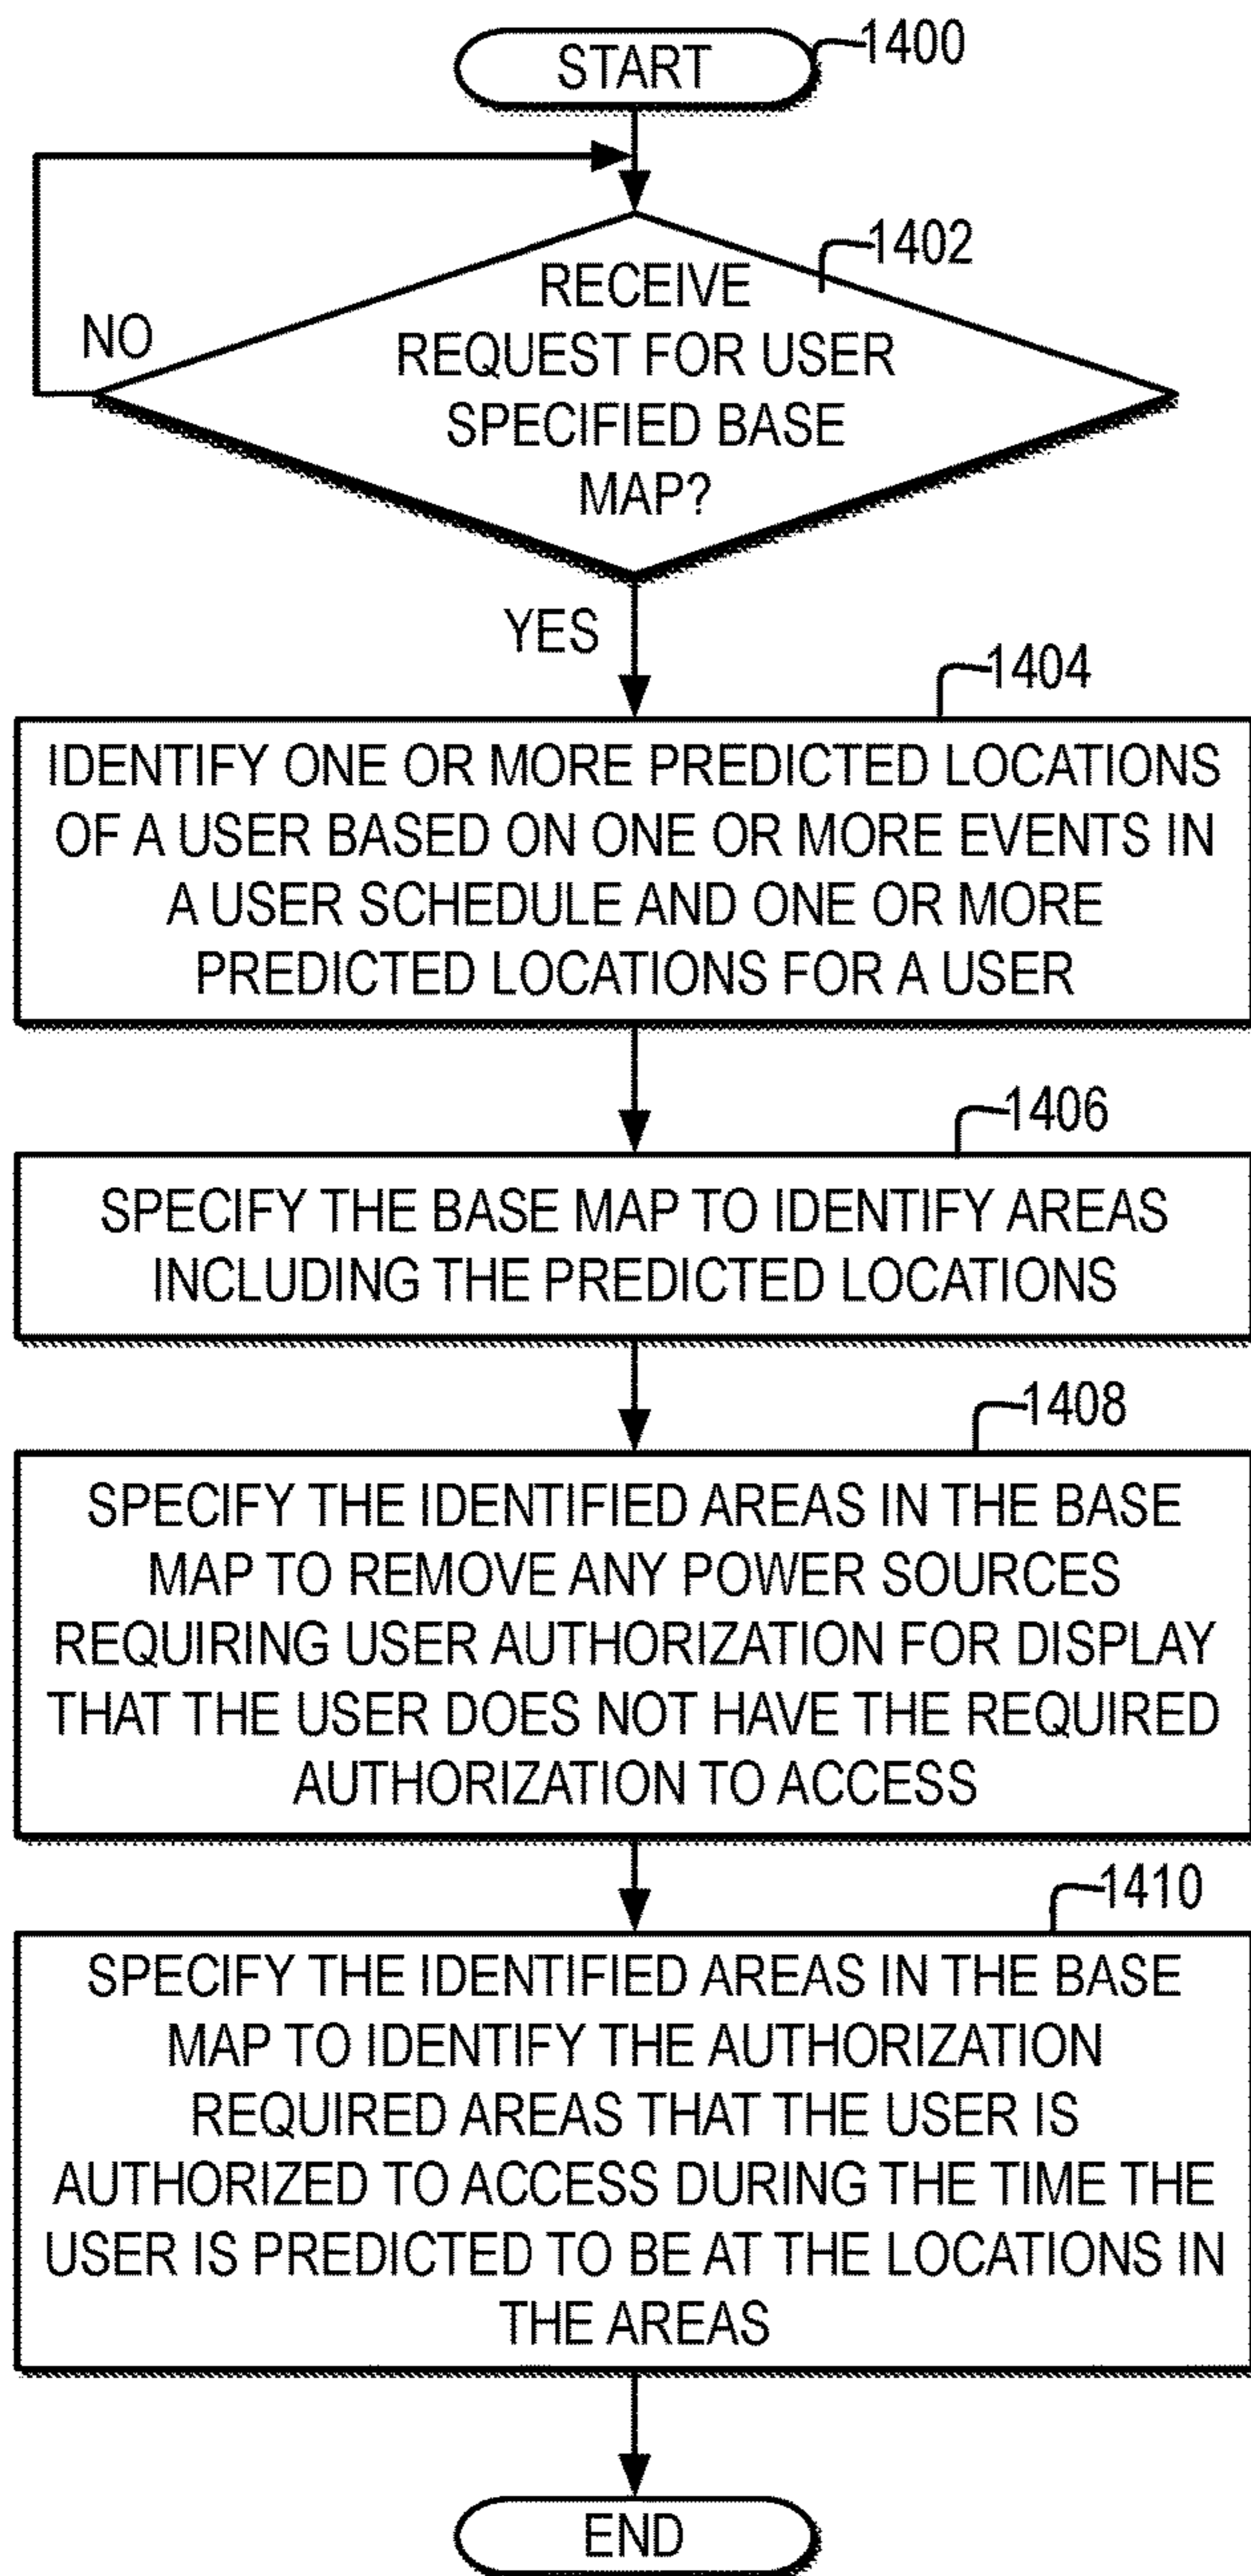 START
1400
1402
RECEIVE
REQUEST FOR USER
SPECIFIED BASE
MAP?
NO
YES
1404
IDENTIFY ONE OR MORE PREDICTED LOCATIONS
OF A USER BASED ON ONE OR MORE EVENTS IN
A USER SCHEDULE AND ONE OR MORE
PREDICTED LOCATIONS FOR A USER
1406
SPECIFY THE BASE MAP TO IDENTIFY AREAS
INCLUDING THE PREDICTED LOCATIONS
1408
SPECIFY THE IDENTIFIED AREAS IN THE BASE
MAP TO REMOVE ANY POWER SOURCES
REQUIRING USER AUTHORIZATION FOR DISPLAY
THAT THE USER DOES NOT HAVE THE REQUIRED
AUTHORIZATION TO ACCESS
1410
SPECIFY THE IDENTIFIED AREAS IN THE BASE
MAP TO IDENTIFY THE AUTHORIZATION
REQUIRED AREAS THAT THE USER IS
AUTHORIZED TO ACCESS DURING THE TIME THE
USER IS PREDICTED TO BE AT THE LOCATIONS IN
THE AREAS
END